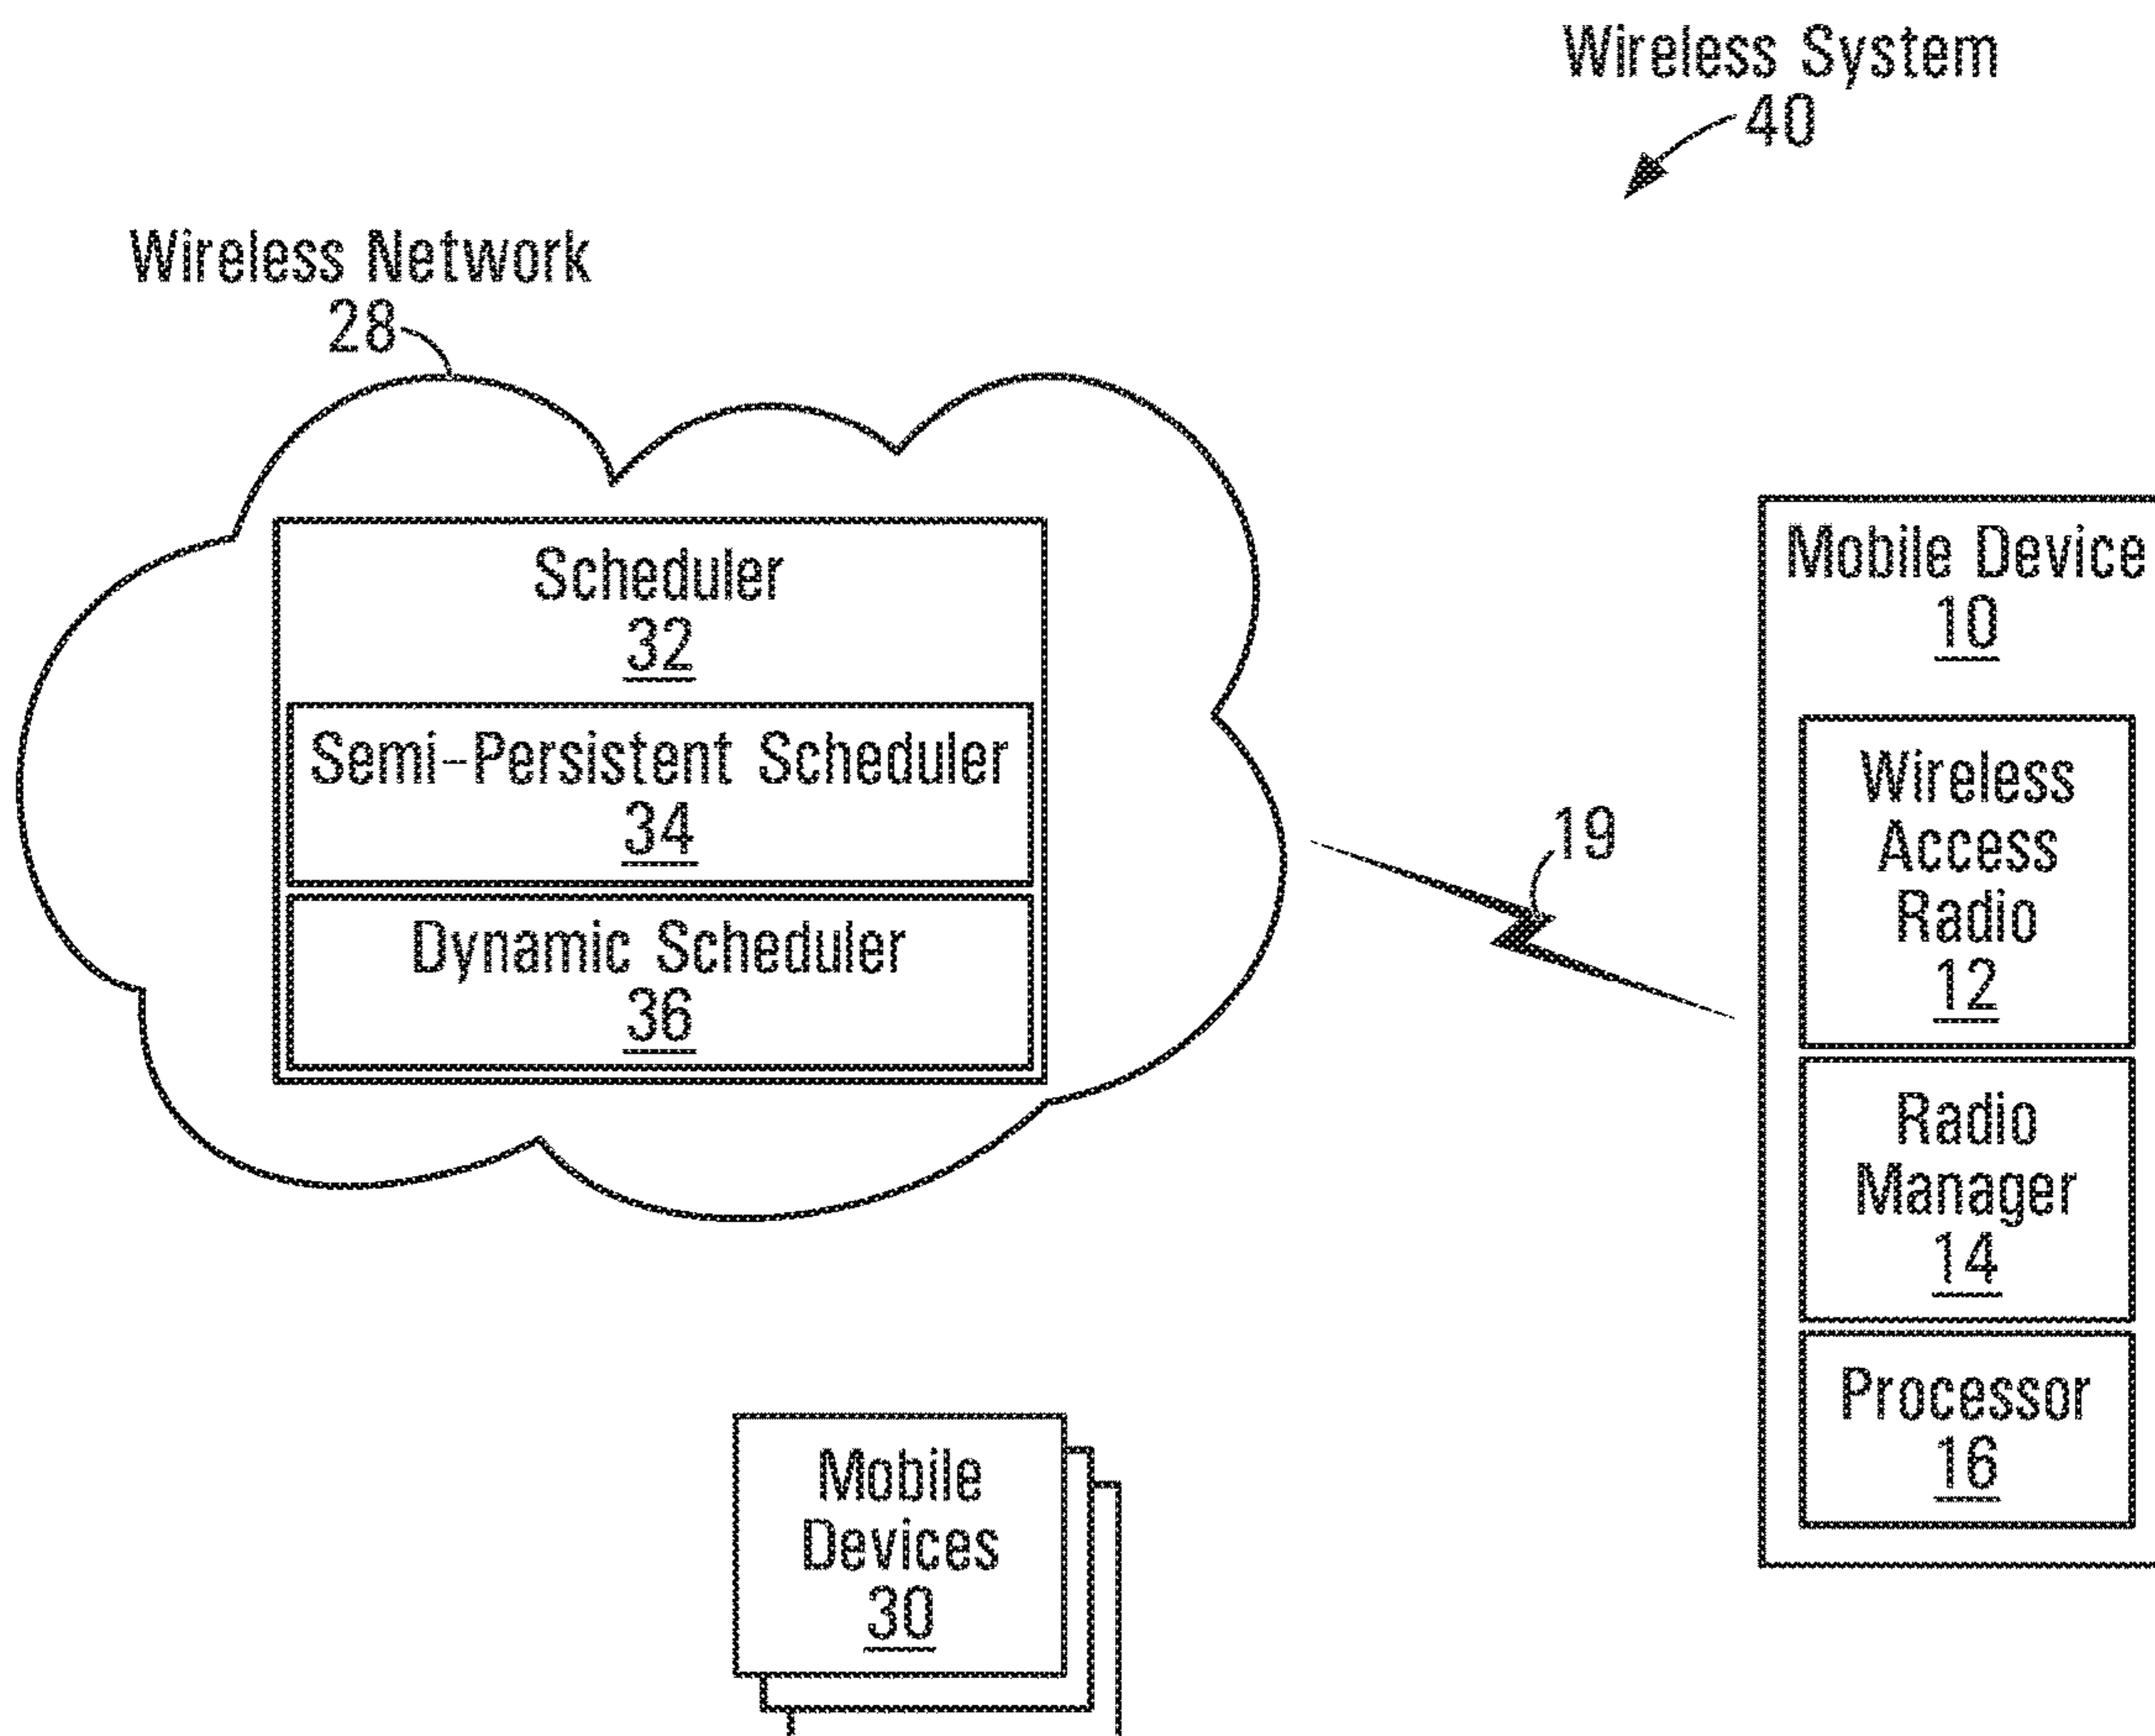 Wireless System
40
Wireless Network
28
Scheduler
32
Semi-Persistent Scheduler
34
Dynamic Scheduler
36
19
Mobile Device
10
Wireless
Access
Radio
12
Radio
Manager
14
Processor
16
Mobile
Devices
30